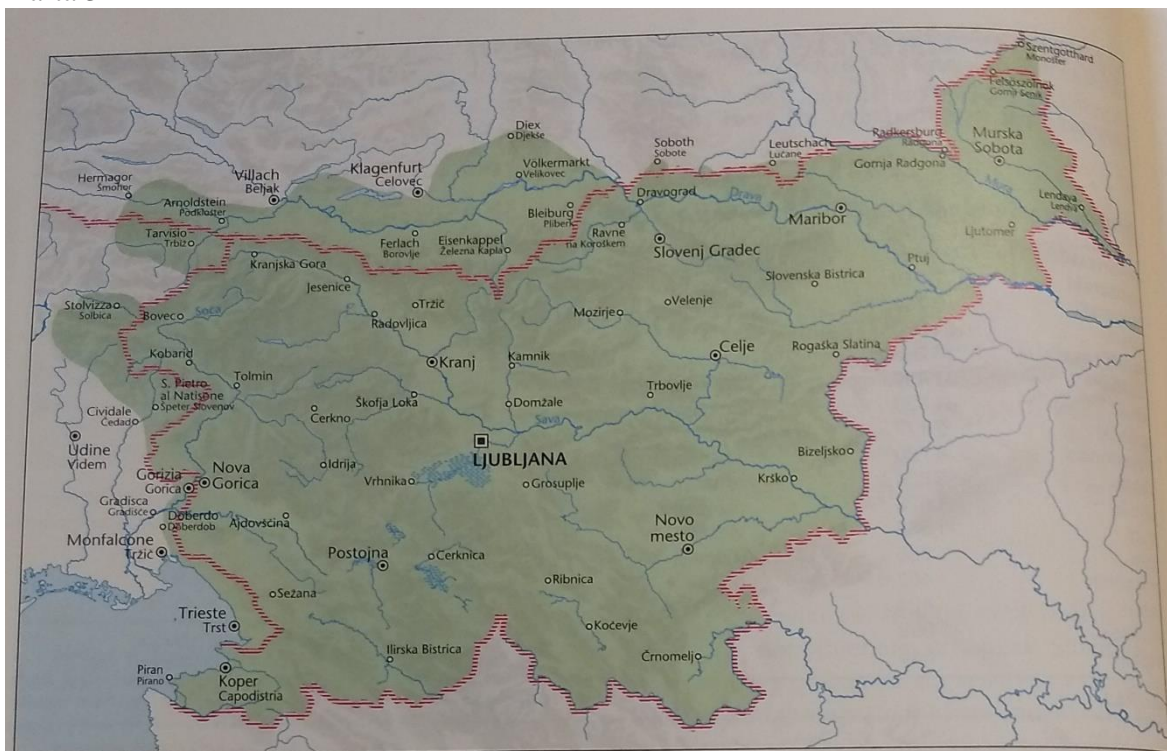 Szentgotthard
Monošter
Felsöszölnök
Gornji Senik
Diex
Djekše
Soboth
Sobote
Leutschach
Lučane
Radkersburg
Radgona
Murska
Sobota
Gornja Radgona
Hermagor
Šmohor
Villach
Beljak
Klagenfurt
Celovec
Völkermarkt
Velikovec
Arnoldstein
Podkloster
Bleiburg
Pliberk
Dravograd
Drava
Maribor
Mura
Lendava
Ljutomer
Tarvisio
Trbiž
Ferlach
Borovlje
Eisenkappel
Železna Kapla
Ravne
na Koroškem
Slovenj Gradec
Kranjska Gora
Jesenice
Slovenska Bistrica
Ptuj
Stolvizza
Solbica
Bovec
Soča
Tržič
Radovljica
Velenje
Mozirje
Kobarid
Kranj
Kamnik
Celje
Rogaška Slatina
Tolmin
S. Pietro
al Natisone
Špeter Slovenov
Cividale
Čedad
Škofja Loka
Cerkno
Domžale
Trbovlje
Sava
Udine
Videm
LJUBLJANA
Idrija
Bizeljsko
Nova
Gorica
Gorizia
Gorica
Vrhnika
Grosuplje
Krško
Gradisca
Gradišče
Doberdo
Doberdob
Ajdovščina
Novo
mesto
Monfalcone
Tržič
Postojna
Cerknica
Sežana
Ribnica
Trieste
Trst
Kočevje
Ilirska Bistrica
Črnomelj
Piran
Pirano
Koper
Capodistria